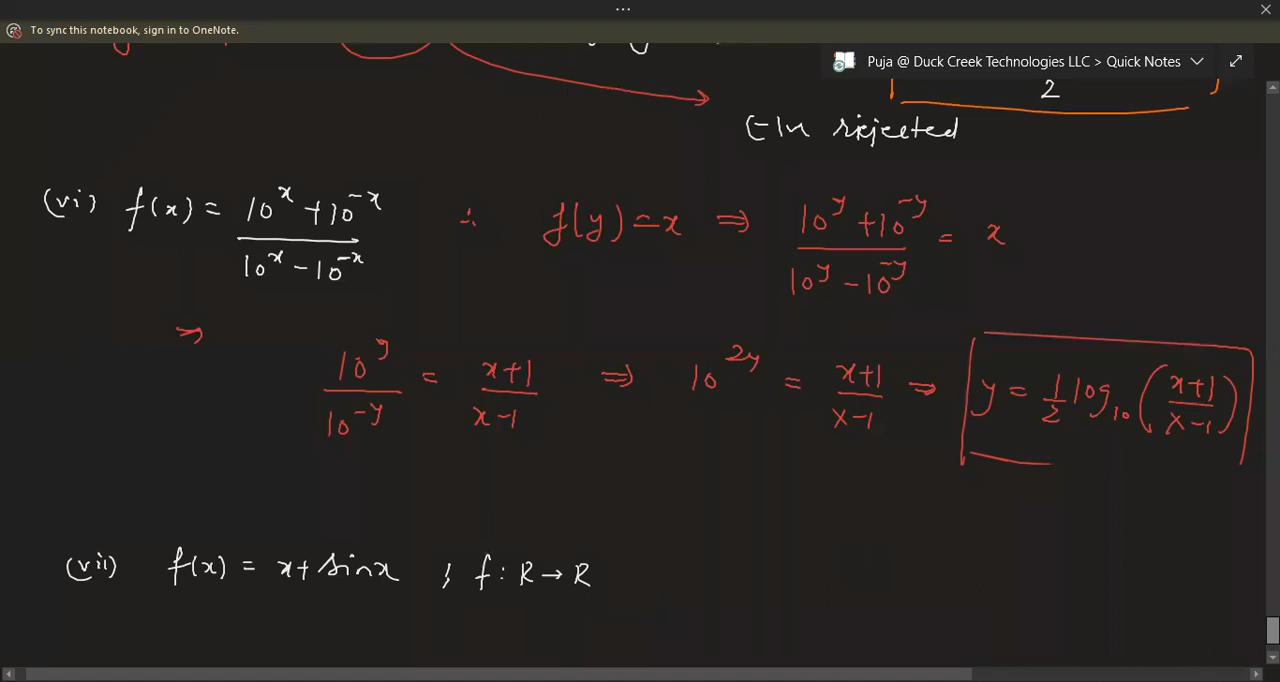 To sync this notebook, sign in to OneNote.
Puja @ Duck Creek Technologies LLC > Quick Notes
2
rejected
(vi) f(x) = (10^x + 10^-x)/(10^x - 10^-x) ∴ f(y) = x ⇒ (10^y + 10^-y)/(10^y - 10^-y) = x
⇒ 10^y/10^-y = (x+1)/(x-1) ⇒ 10^2y = (x+1)/(x-1) ⇒ y = 1/2 log₁₀((x+1)/(x-1))
(vii) f(x) = x + sinx ; f: R → R